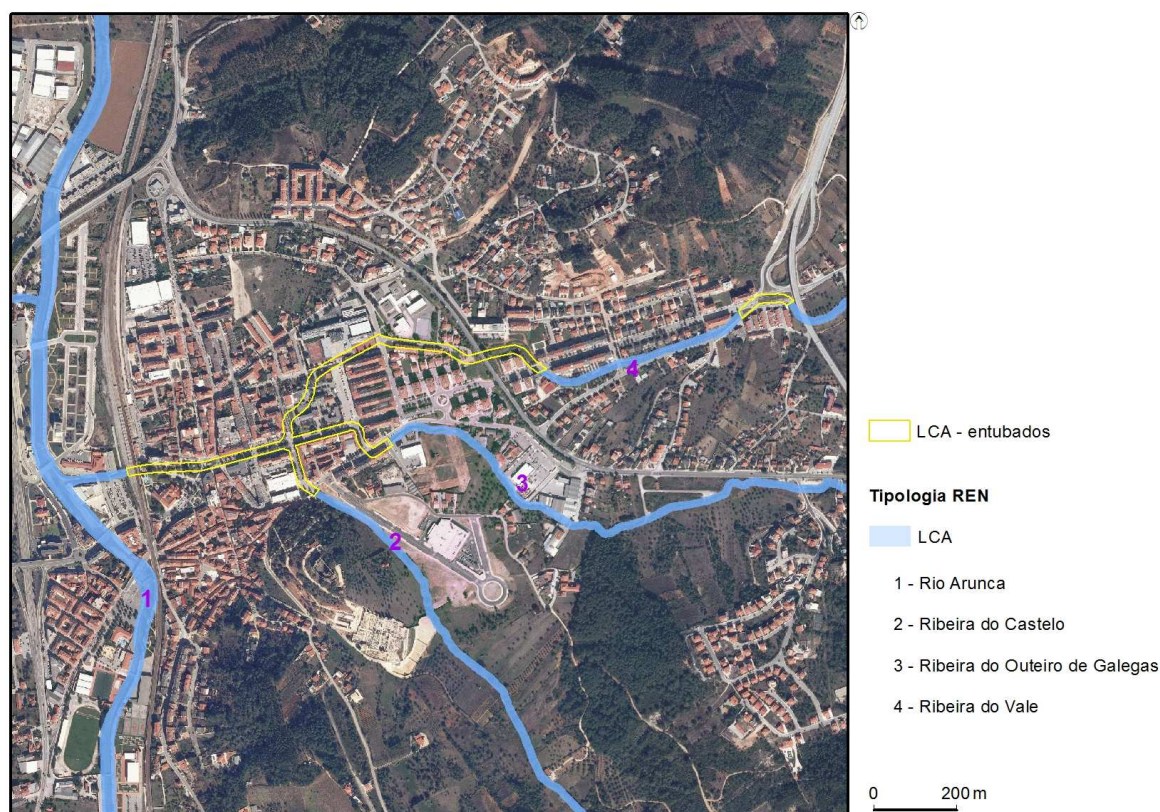 4
3
2
1
LCA - entubados
Tipologia REN
LCA
1 - Rio Arunca
2 - Ribeira do Castelo
3 - Ribeira do Outeiro de Galegas
4 - Ribeira do Vale
0 200 m